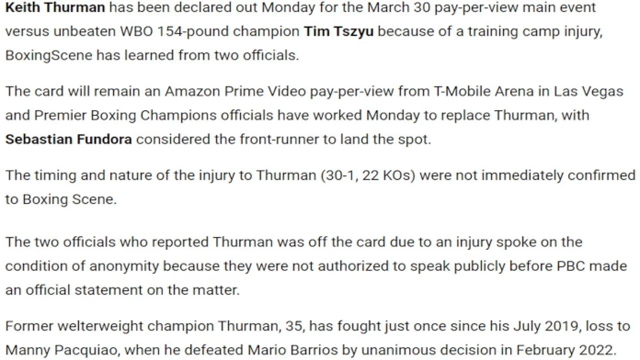 Keith Thurman has been declared out Monday for the March 30 pay-per-view main event
versus unbeaten WBO 154-pound champion Tim Tszyu because of a training camp injury,
BoxingScene has learned from two officials.
The card will remain an Amazon Prime Video pay-per-view from T-Mobile Arena in Las Vegas
and Premier Boxing Champions officials have worked Monday to replace Thurman, with
Sebastian Fundora considered the front-runner to land the spot.
The timing and nature of the injury to Thurman (30-1, 22 KOs) were not immediately confirmed
to Boxing Scene.
The two officials who reported Thurman was off the card due to an injury spoke on the
condition of anonymity because they were not authorized to speak publicly before PBC made
an official statement on the matter.
Former welterweight champion Thurman, 35, has fought just once since his July 2019, loss to
Manny Pacquiao, when he defeated Mario Barrios by unanimous decision in February 2022.